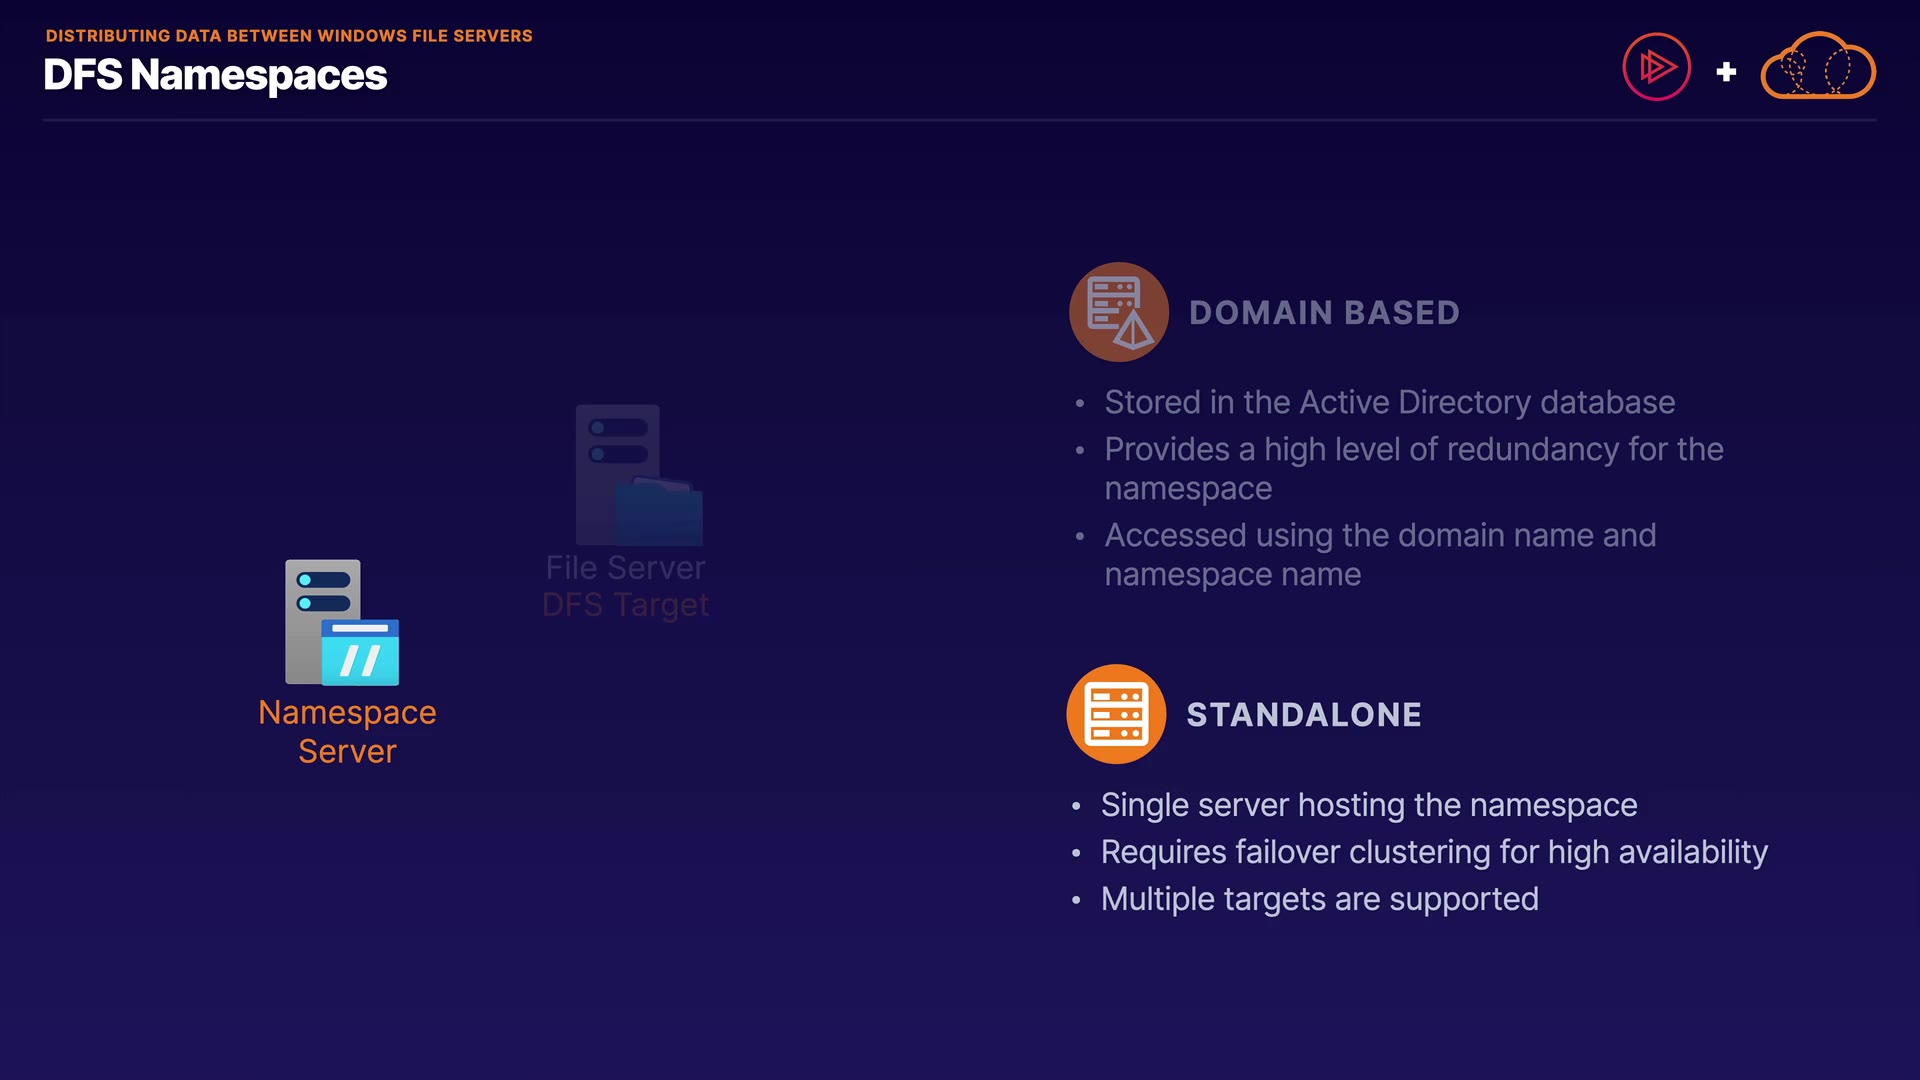 DISTRIBUTING DATA BETWEEN WINDOWS FILE SERVERS
DFS Namespaces
File Server
DFS Target
Namespace
Server
DOMAIN BASED
• Stored in the Active Directory database
• Provides a high level of redundancy for the
namespace
• Accessed using the domain name and
namespace name
STANDALONE
• Single server hosting the namespace
• Requires failover clustering for high availability
• Multiple targets are supported